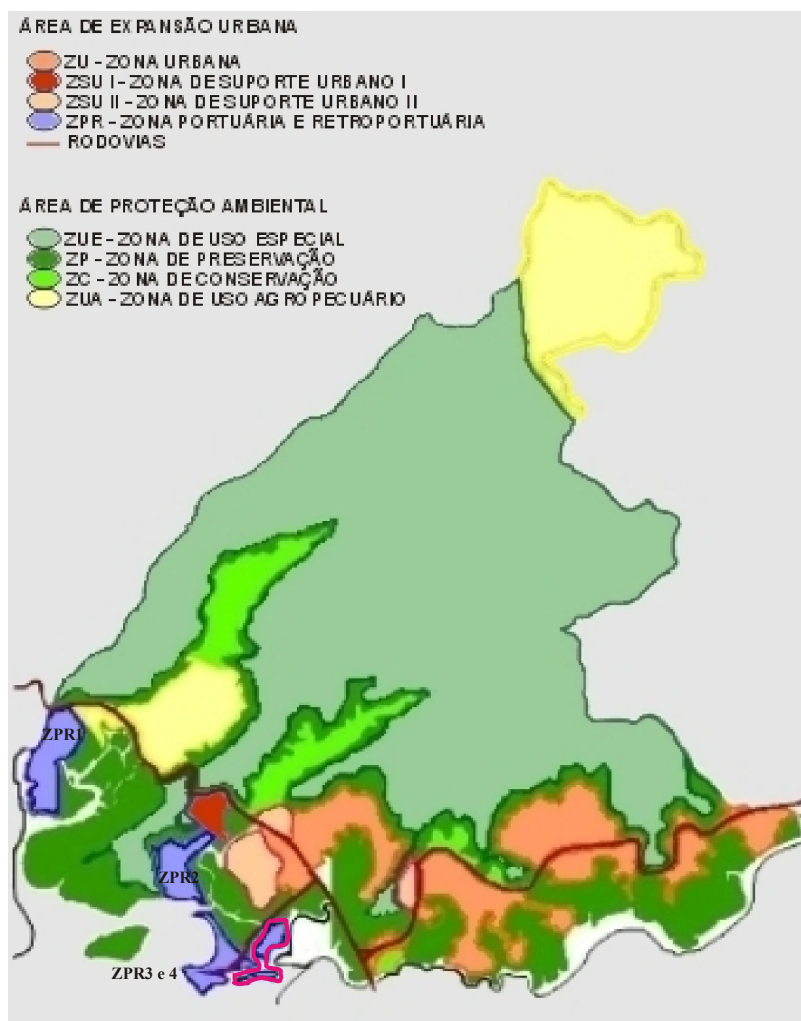 ÁREA DE EXPANSÃO URBANA
ZU - ZONA URBANA
ZSU I - ZONA DE SUPORTE URBANO I
ZSU II - ZONA DE SUPORTE URBANO II
ZPR - ZONA PORTUÁRIA E RETROPORTUÁRIA
RODOVIAS
ÁREA DE PROTEÇÃO AMBIENTAL
ZUE - ZONA DE USO ESPECIAL
ZP - ZONA DE PRESERVAÇÃO
ZC - ZONA DE CONSERVAÇÃO
ZUA - ZONA DE USO AGROPECUÁRIO
ZPR1
ZPR2
ZPR3 e 4